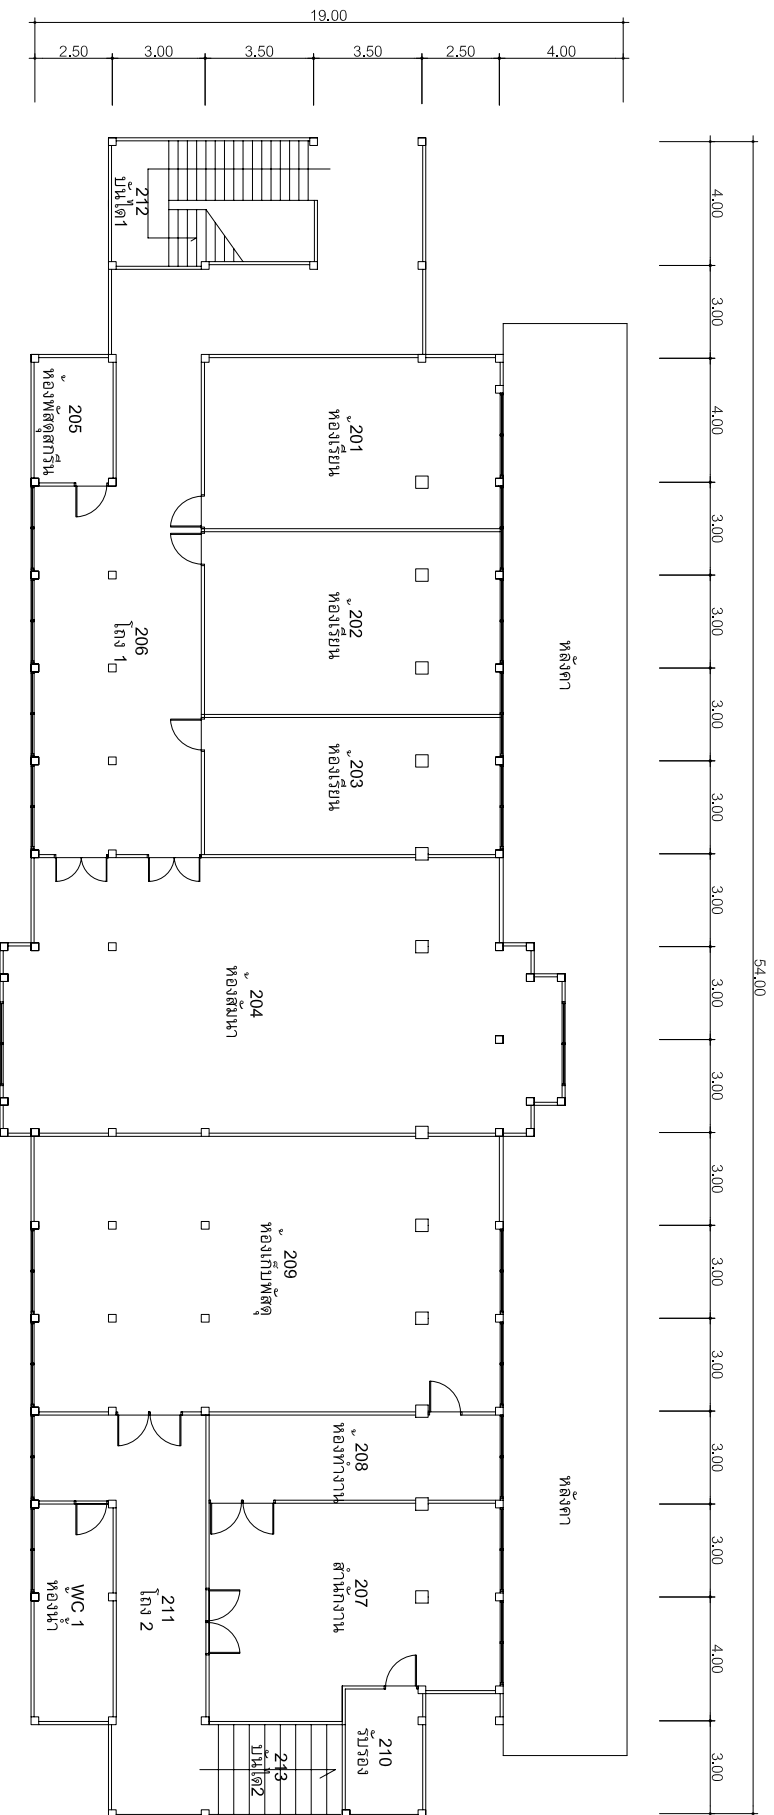 19.00
2.50
3.00
3.50
3.50
2.50
4.00
54.00
4.00
3.00
4.00
3.00
3.00
3.00
3.00
3.00
3.00
3.00
3.00
3.00
3.00
3.00
3.00
4.00
3.00
212
บันได1
205
ห้องพัสดุสกรีน
201
ห้องเรียน
202
ห้องเรียน
206
โถง 1
หลังคา
203
ห้องเรียน
204
ห้องสัมนา
209
ห้องเก็บพัสดุ
208
ห้องทำงาน
หลังคา
207
สำนักงาน
WC 1
ห้องน้ำ
211
โถง 2
210
รับรอง
213
บันได2